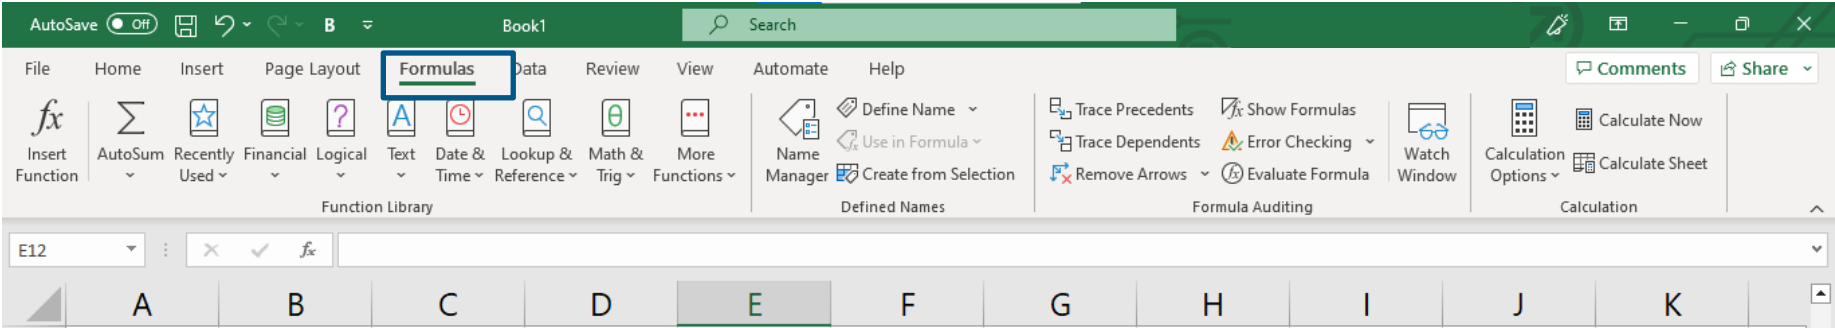 AutoSave Off B Book1 Search
File Home Insert Page Layout Formulas Data Review View Automate Help Comments Share
fx Insert Function
AutoSum
Recently Used
Financial
Logical
A Text
Date & Time
Lookup & Reference
θ Math & Trig
More Functions
Function Library
Name Manager
Define Name
Use in Formula
Create from Selection
Defined Names
Trace Precedents
Trace Dependents
Remove Arrows
Show Formulas
Error Checking
Evaluate Formula
Watch Window
Formula Auditing
Calculation Options
Calculate Now
Calculate Sheet
Calculation
E12 fx
A B C D E F G H I J K